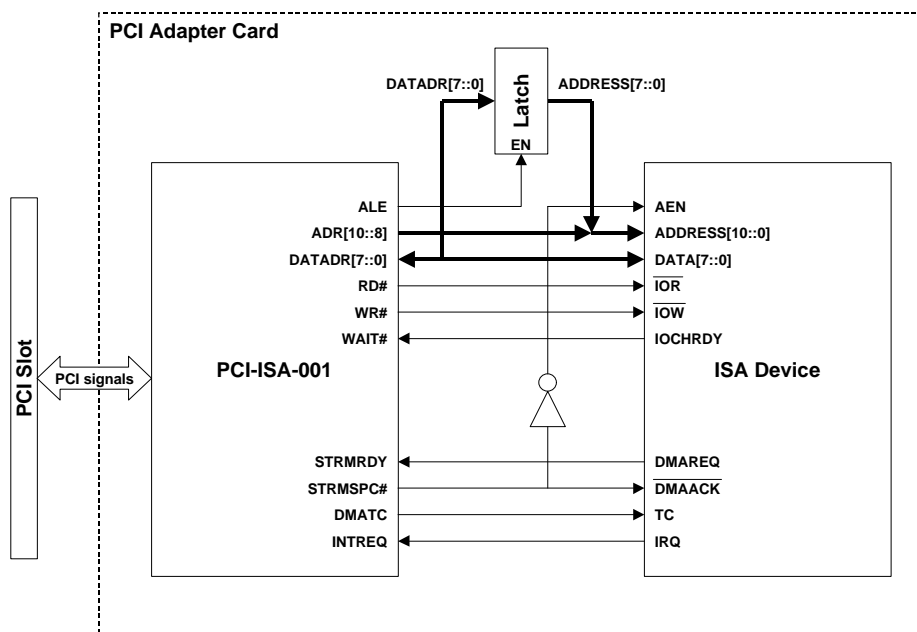 PCI Adapter Card
DATADR[7::0]
Latch
EN
ADDRESS[7::0]
PCI Slot
PCI signals
PCI-ISA-001
ALE
ADR[10::8]
DATADR[7::0]
RD#
WR#
WAIT#
STRMRDY
STRMSPC#
DMATC
INTREQ
ISA Device
AEN
ADDRESS[10::0]
DATA[7::0]
IOR
IOW
IOCHRDY
DMAREQ
DMAACK
TC
IRQ